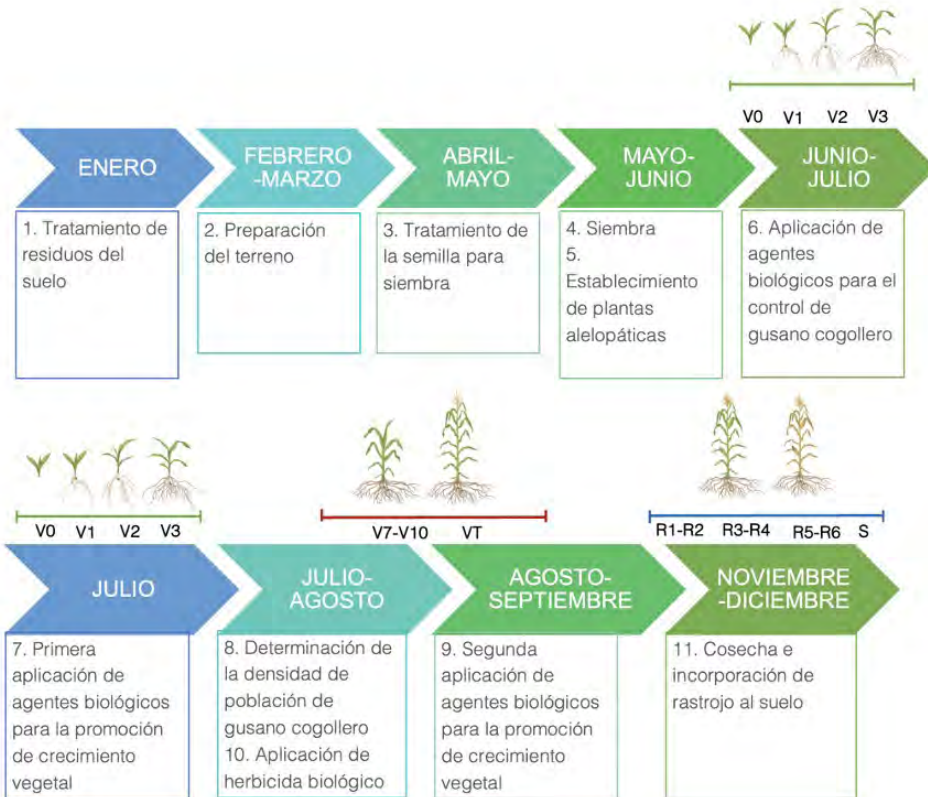 V0 V1 V2 V3
ENERO
FEBRERO
-MARZO
ABRIL-
MAYO
MAYO-
JUNIO
JUNIO-
JULIO
1. Tratamiento de
residuos del
suelo
2. Preparación
del terreno
3. Tratamiento de
la semilla para
siembra
4. Siembra
5.
Establecimiento
de plantas
alelopáticas
6. Aplicación de
agentes
biológicos para el
control de
gusano cogollero
V0 V1 V2 V3
V7-V10 VT
R1-R2 R3-R4 R5-R6 S
JULIO
JULIO-
AGOSTO
AGOSTO-
SEPTIEMBRE
NOVIEMBRE
-DICIEMBRE
7. Primera
aplicación de
agentes biológicos
para la promoción
de crecimiento
vegetal
8. Determinación de
la densidad de
población de
gusano cogollero
10. Aplicación de
herbicida biológico
9. Segunda
aplicación de
agentes biológicos
para la promoción
de crecimiento
vegetal
11. Cosecha e
incorporación de
rastrojo al suelo